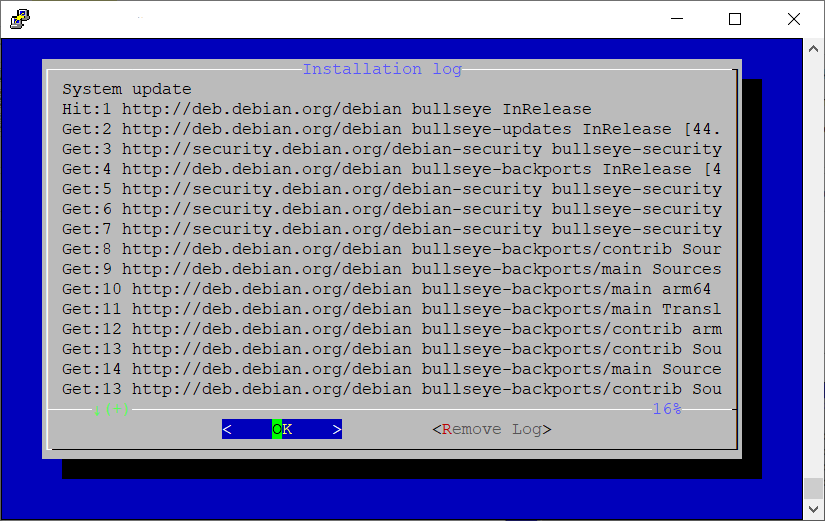 Installation log
System update
Hit:1 http://deb.debian.org/debian bullseye InRelease
Get:2 http://deb.debian.org/debian bullseye-updates InRelease [44.
Get:3 http://security.debian.org/debian-security bullseye-security
Get:4 http://deb.debian.org/debian bullseye-backports InRelease [4
Get:5 http://security.debian.org/debian-security bullseye-security
Get:6 http://security.debian.org/debian-security bullseye-security
Get:7 http://security.debian.org/debian-security bullseye-security
Get:8 http://deb.debian.org/debian bullseye-backports/contrib Sour
Get:9 http://deb.debian.org/debian bullseye-backports/main Sources
Get:10 http://deb.debian.org/debian bullseye-backports/main arm64
Get:11 http://deb.debian.org/debian bullseye-backports/main Transl
Get:12 http://deb.debian.org/debian bullseye-backports/contrib arm
Get:13 http://deb.debian.org/debian bullseye-backports/contrib Sou
Get:14 http://deb.debian.org/debian bullseye-backports/main Source
Get:13 http://deb.debian.org/debian bullseye-backports/contrib Sou
↓(+) 16%
< OK > <Remove Log>